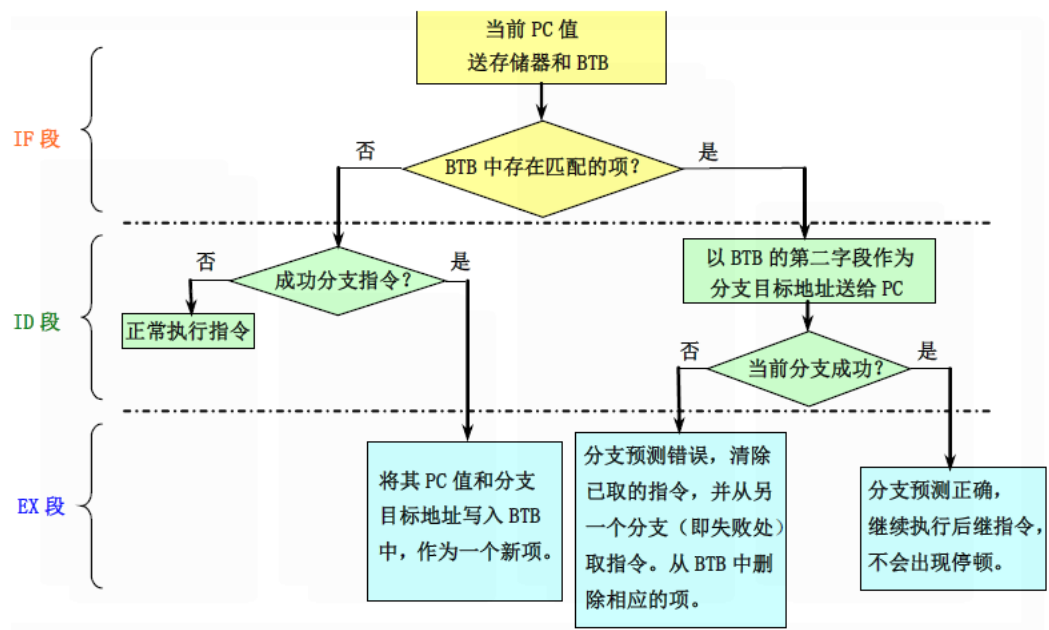 当前 PC 值
送存储器和 BTB
IF 段
否
BTB 中存在匹配的项？
是
否
成功分支指令？
是
以 BTB 的第二字段作为
分支目标地址送给 PC
ID 段
正常执行指令
否
当前分支成功？
是
EX 段
将其 PC 值和分支
目标地址写入 BTB
中，作为一个新项。
分支预测错误，清除
已取的指令，并从另
一个分支（即失败处）
取指令。从 BTB 中删
除相应的项。
分支预测正确，
继续执行后继指令，
不会出现停顿。